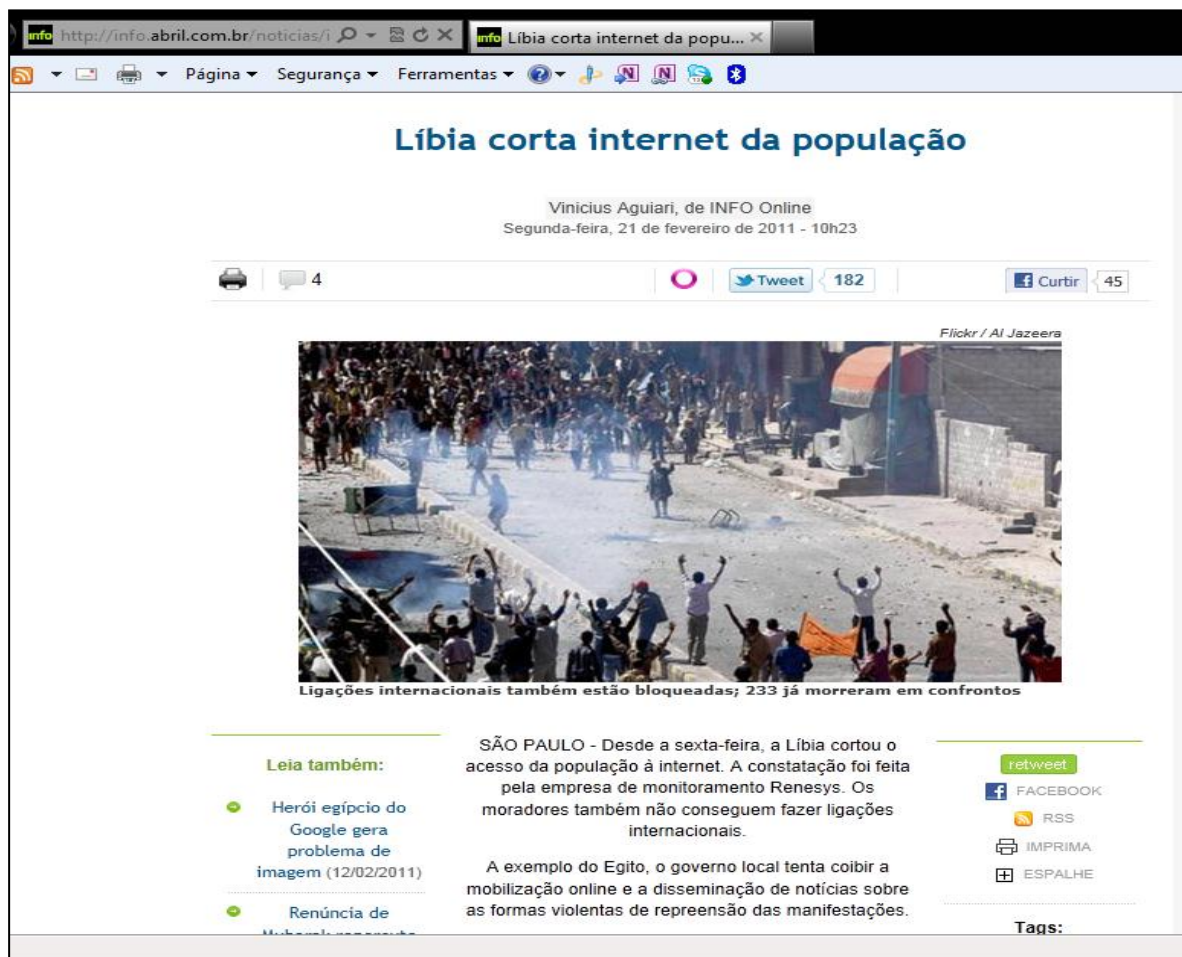 info http://info.abril.com.br/noticias/i
info Líbia corta internet da popu...
Página Segurança Ferramentas
Líbia corta internet da população
Vinicius Aguiari, de INFO Online
Segunda-feira, 21 de fevereiro de 2011 - 10h23
4
Tweet 182
Curtir 45
Flickr / Al Jazeera
Ligações internacionais também estão bloqueadas; 233 já morreram em confrontos
Leia também:
Herói egípcio do
Google gera
problema de
imagem (12/02/2011)
Renúncia de
SÃO PAULO - Desde a sexta-feira, a Líbia cortou o
acesso da população à internet. A constatação foi feita
pela empresa de monitoramento Renesys. Os
moradores também não conseguem fazer ligações
internacionais.
A exemplo do Egito, o governo local tenta coibir a
mobilização online e a disseminação de notícias sobre
as formas violentas de repreensão das manifestações.
retweet
FACEBOOK
RSS
IMPRIMA
ESPALHE
Tags: